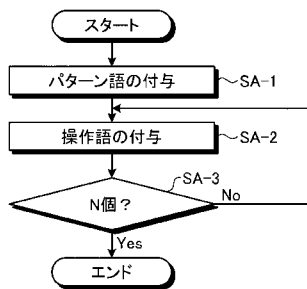 スタート
パターン語の付与 SA-1
操作語の付与 SA-2
SA-3
N個？ No
Yes
エンド